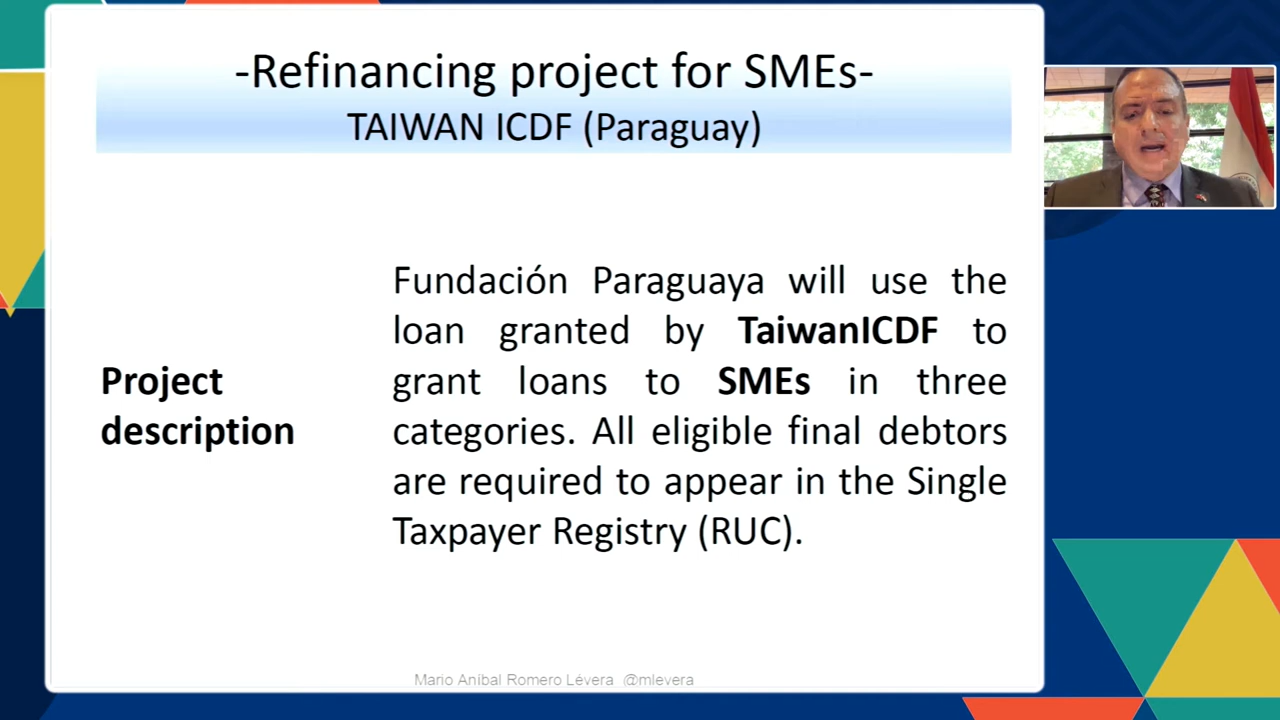 -Refinancing project for SMEs-
TAIWAN ICDF (Paraguay)
Project
description
Fundación Paraguaya will use the
loan granted by TaiwanICDF to
grant loans to SMEs in three
categories. All eligible final debtors
are required to appear in the Single
Taxpayer Registry (RUC).
Mario Aníbal Romero Lévera @mlevera